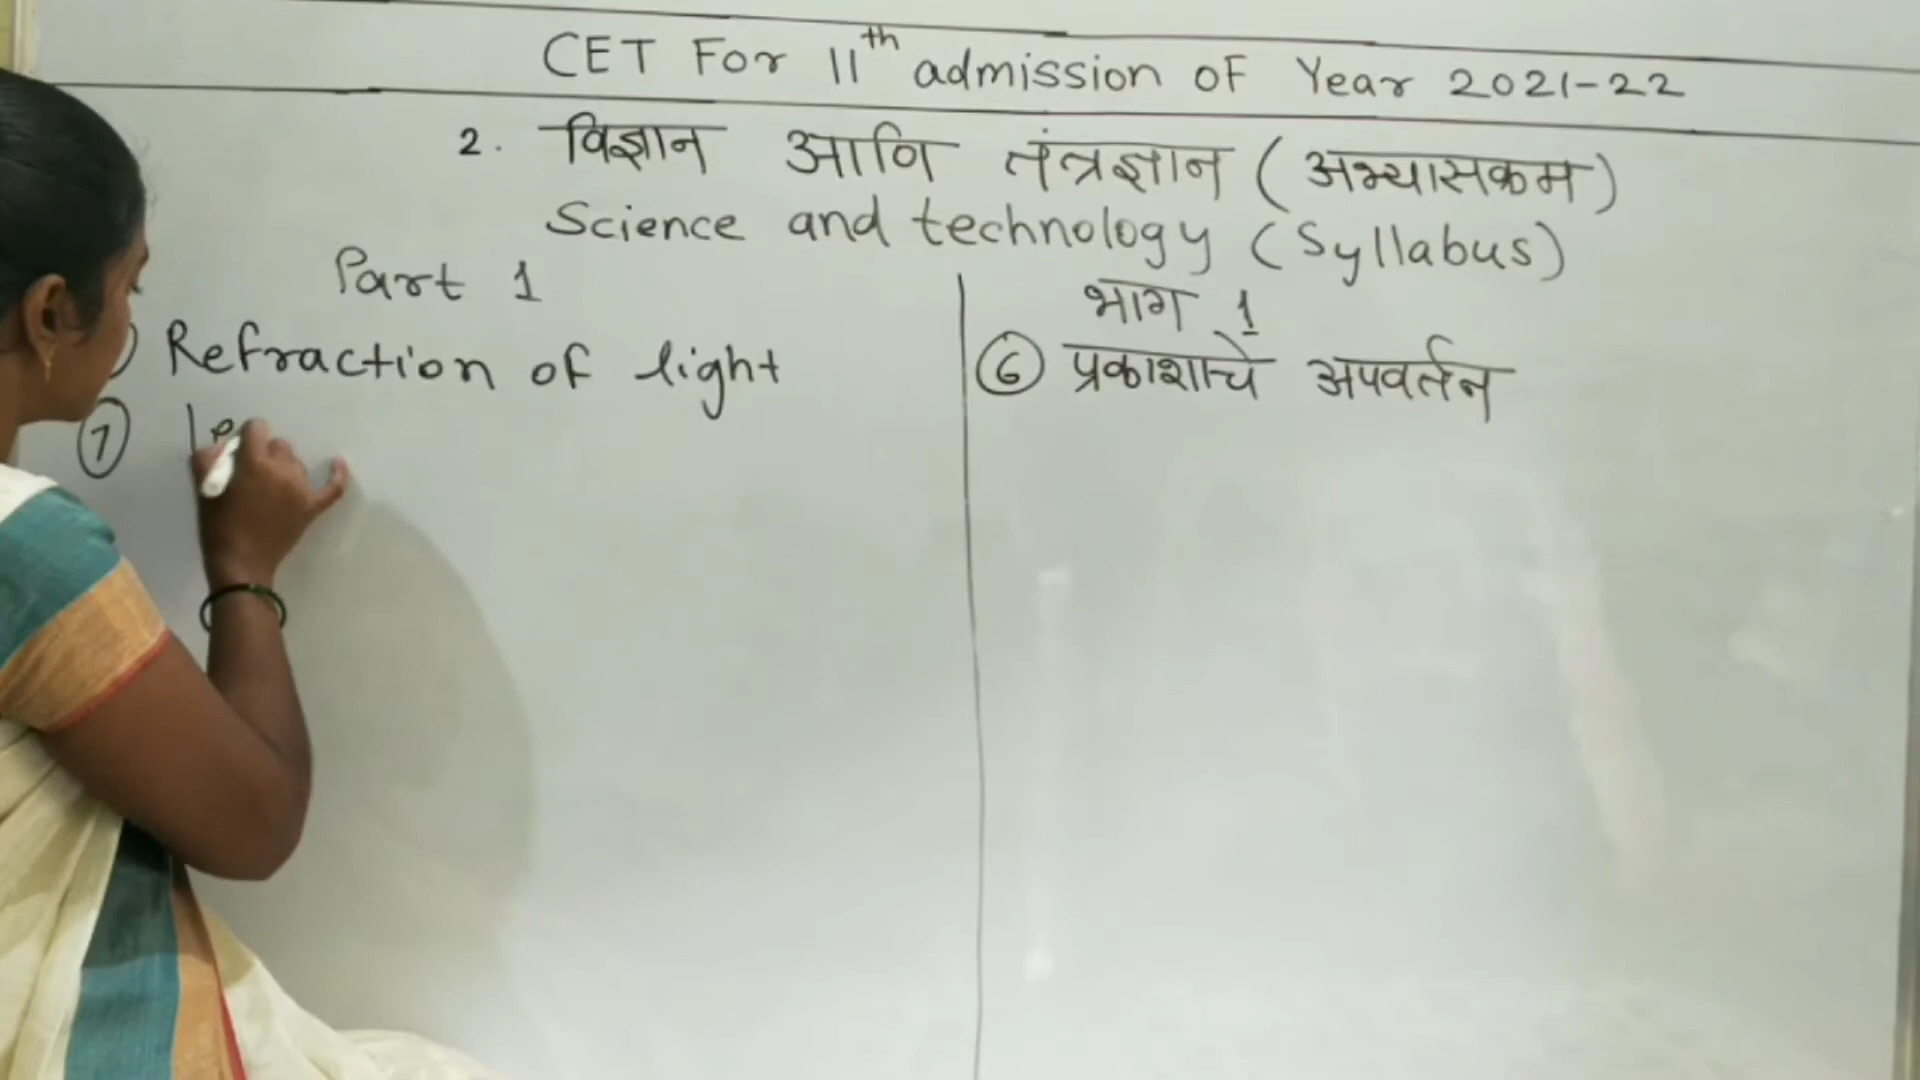 CET For 11th admission of Year 2021-22
2. विज्ञान आणि तंत्रज्ञान (अभ्यासक्रम)
Science and technology (Syllabus)
Part 1
Refraction of light
7
भाग 1
6 प्रकाशाचे अपवर्तन